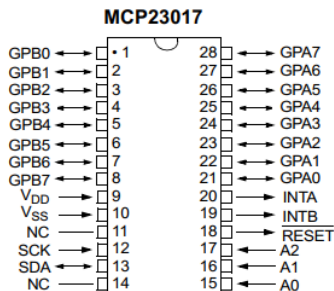 MCP23017
GPB0 • 1 28 GPA7
GPB1 2 27 GPA6
GPB2 3 26 GPA5
GPB3 4 25 GPA4
GPB4 5 24 GPA3
GPB5 6 23 GPA2
GPB6 7 22 GPA1
GPB7 8 21 GPA0
VDD 9 20 INTA
VSS 10 19 INTB
NC 11 18 RESET
SCK 12 17 A2
SDA 13 16 A1
NC 14 15 A0